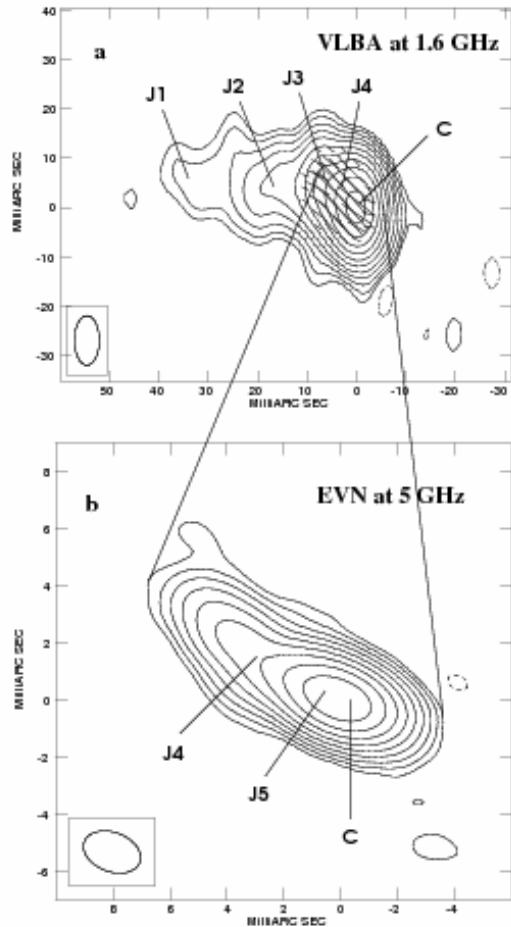 40
30
20
10
0
-10
-20
-30
MilliARC SEC
a
VLBA at 1.6 GHz
J1
J2
J3
J4
C
50 40 30 20 10 0 -10 -20 -30
MilliARC SEC
8
6
4
2
0
-2
-4
-6
MilliARC SEC
b
EVN at 5 GHz
J4
J5
C
8 6 4 2 0 -2 -4
MilliARC SEC